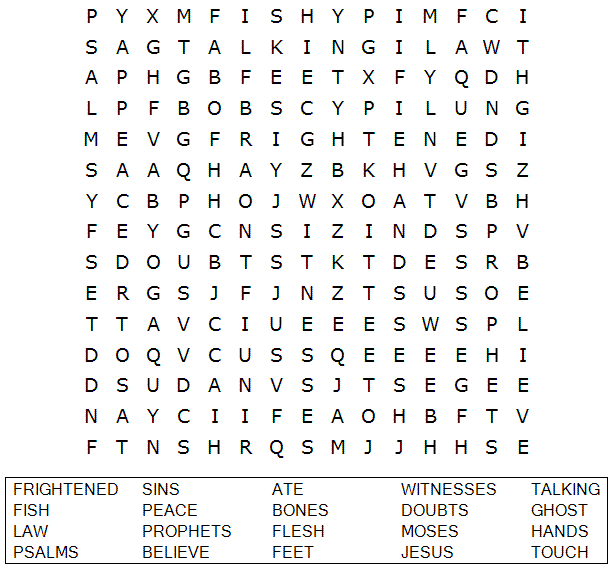 P Y X M F I S H Y P I M F C I
S A G T A L K I N G I L A W T
A P H G B F E E T X F Y Q D H
L P F B O B S C Y P I L U N G
M E V G F R I G H T E N E D I
S A A Q H A Y Z B K H V G S Z
Y C B P H O J W X O A T V B H
F E Y G C N S I Z I N D S P V
S D O U B T S T K T D E S R B
E R G S J F J N Z T S U S O E
T T A V C I U E E E S W S P L
D O Q V C U S S Q E E E E H I
D S U D A N V S J T S E G E E
N A Y C I I F E A O H B F T V
F T N S H R Q S M J J H H S E
FRIGHTENED SINS ATE WITNESSES TALKING
FISH PEACE BONES DOUBTS GHOST
LAW PROPHETS FLESH MOSES HANDS
PSALMS BELIEVE FEET JESUS TOUCH